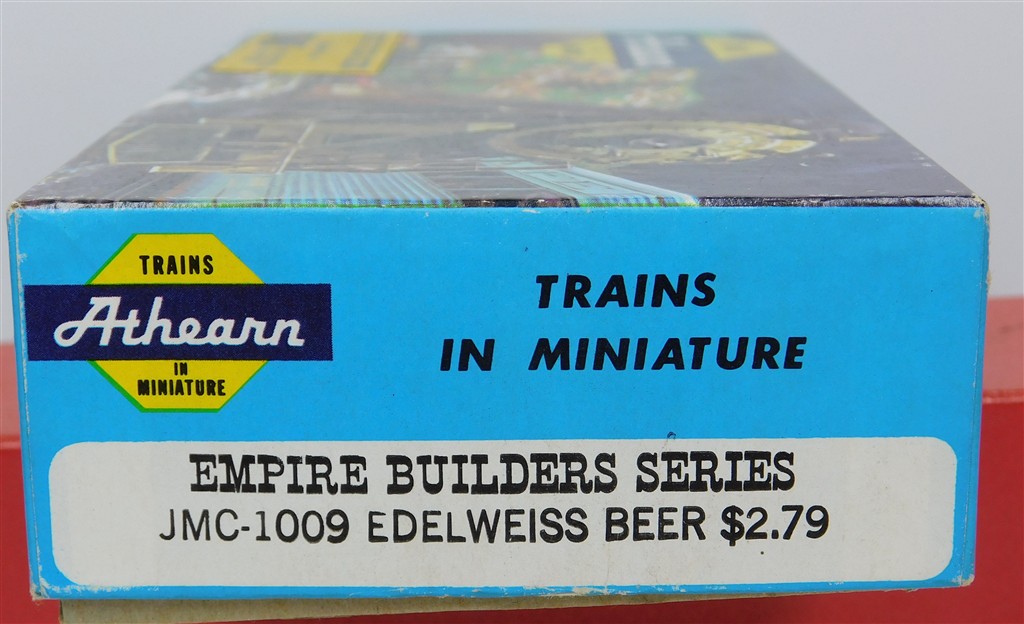 TRAINS
Athearn
IN
MINIATURE
TRAINS
IN MINIATURE
EMPIRE BUILDERS SERIES
JMC-1009 EDELWEISS BEER $2.79